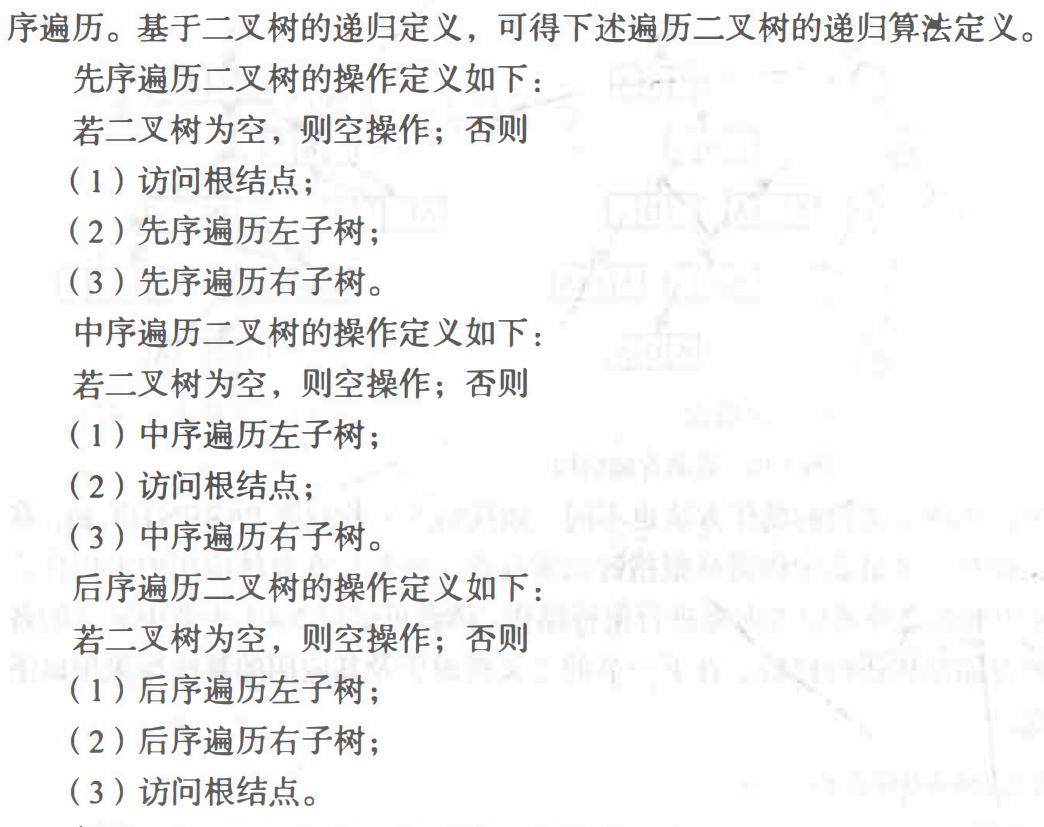 序遍历。基于二叉树的递归定义，可得下述遍历二叉树的递归算法定义。
先序遍历二叉树的操作定义如下：
若二叉树为空，则空操作；否则
（1）访问根结点；
（2）先序遍历左子树；
（3）先序遍历右子树。
中序遍历二叉树的操作定义如下：
若二叉树为空，则空操作；否则
（1）中序遍历左子树；
（2）访问根结点；
（3）中序遍历右子树。
后序遍历二叉树的操作定义如下：
若二叉树为空，则空操作；否则
（1）后序遍历左子树；
（2）后序遍历右子树；
（3）访问根结点。